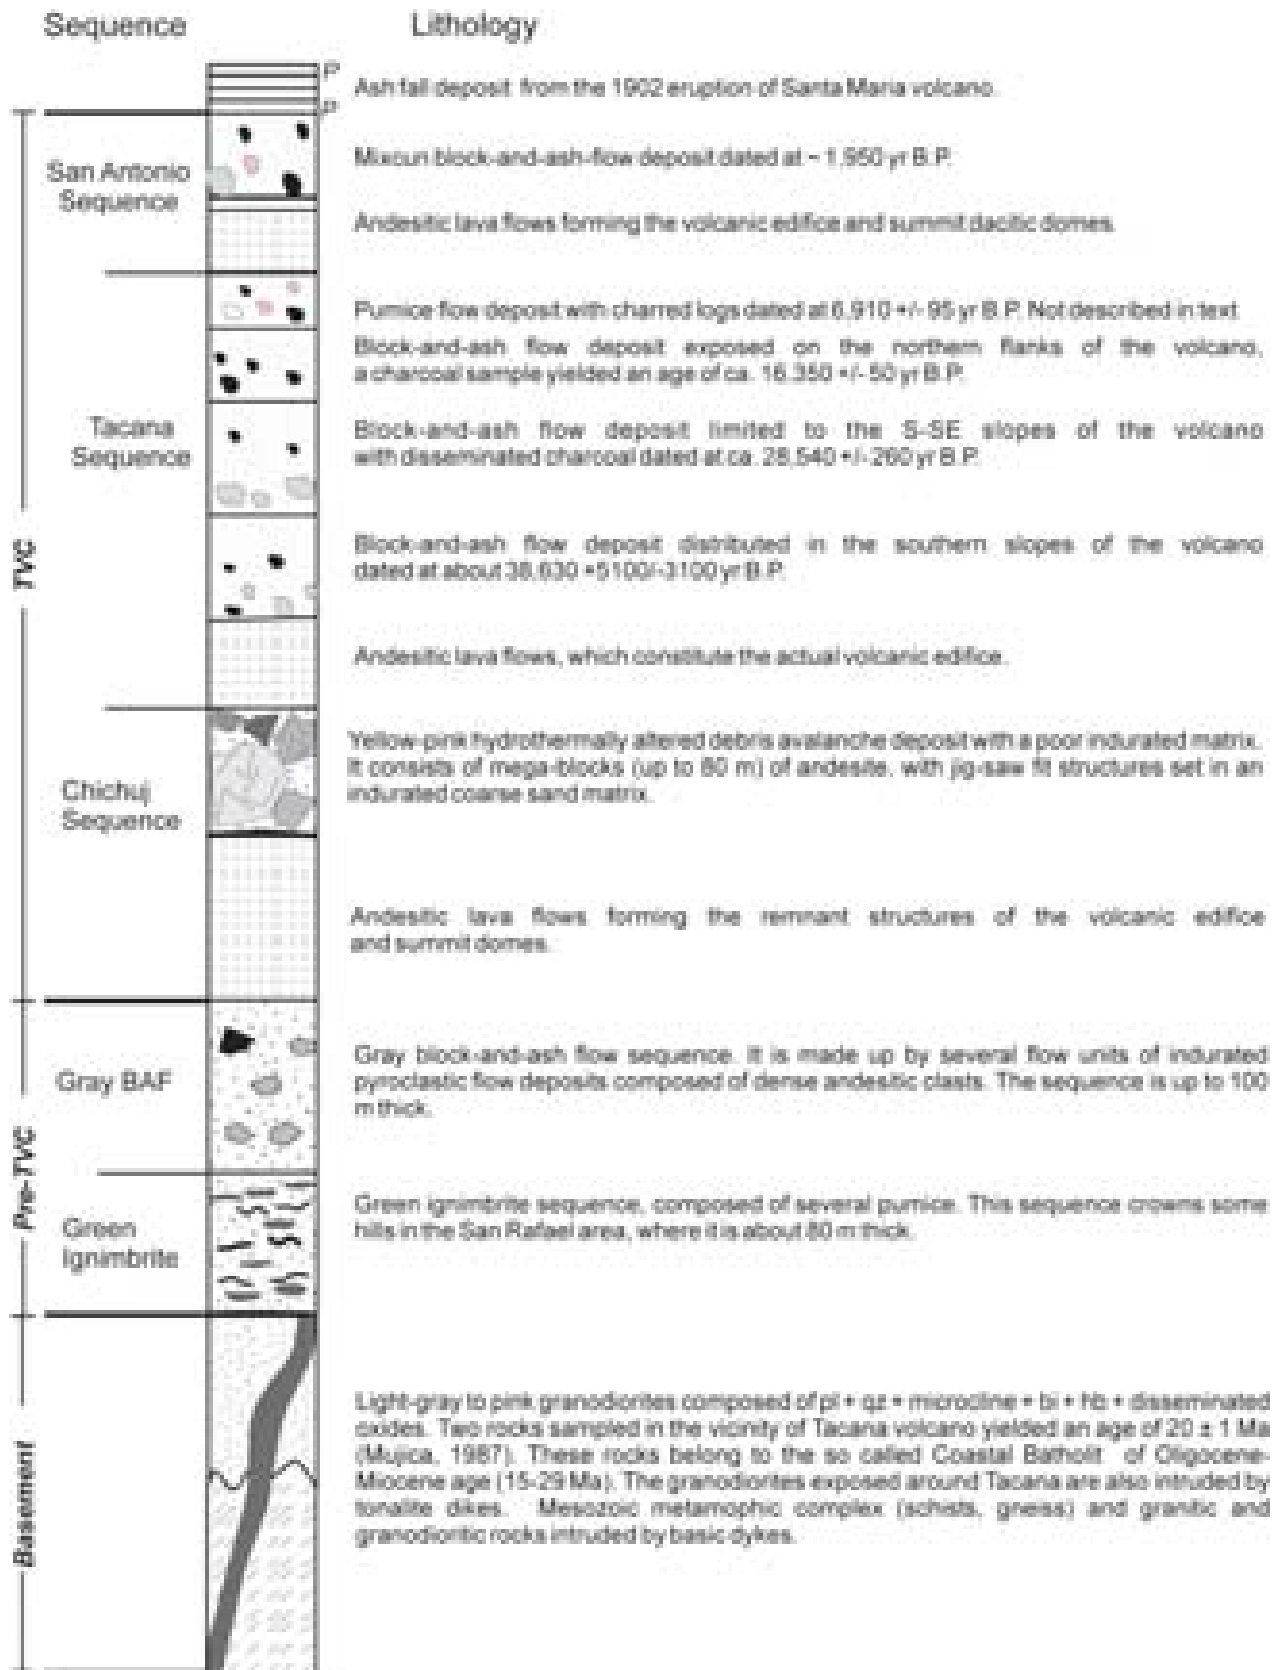 Sequence
Lithology
P
Ash fall deposit from the 1902 eruption of Santa Maria volcano.
P
San Antonio
Sequence
Mixcun block-and-ash-flow deposit dated at ~ 1,950 yr B.P.
Andesitic lava flows forming the volcanic edifice and summit dacitic domes.
Tacana
Sequence
Pumice flow deposit with charred logs dated at 6,910 +/- 95 yr B.P. Not described in text
Block-and-ash flow deposit exposed on the northern flanks of the volcano,
a charcoal sample yielded an age of ca. 16,350 +/- 50 yr B.P.
Block-and-ash flow deposit limited to the S-SE slopes of the volcano
with disseminated charcoal dated at ca. 28,540 +/- 260 yr B.P.
Block-and-ash flow deposit distributed in the southern slopes of the volcano
dated at about 38,630 +5100/-3100 yr B.P.
Andesitic lava flows, which constitute the actual volcanic edifice.
TVC
Chichuj
Sequence
Yellow-pink hydrothermally altered debris avalanche deposit with a poor indurated matrix.
It consists of mega-blocks (up to 80 m) of andesite, with jig-saw fit structures set in an
indurated coarse sand matrix.
Andesitic lava flows forming the remnant structures of the volcanic edifice
and summit domes.
Gray BAF
Gray block-and-ash flow sequence. It is made up by several flow units of indurated
pyroclastic flow deposits composed of dense andesitic clasts. The sequence is up to 100
m thick.
Pre-TVC
Green
Ignimbrite
Green ignimbrite sequence, composed of several pumice. This sequence crowns some
hills in the San Rafael area, where it is about 80 m thick.
Basement
Light-gray to pink granodiorites composed of pl + qz + microcline + bi + hb + disseminated
oxides. Two rocks sampled in the vicinity of Tacana volcano yielded an age of 20 ± 1 Ma
(Mujica, 1987). These rocks belong to the so called Coastal Batholit of Oligocene-
Miocene age (15-29 Ma). The granodiorites exposed around Tacana are also intruded by
tonalite dikes. Mesozoic metamophic complex (schists, gneiss) and granitic and
granodioritic rocks intruded by basic dykes.